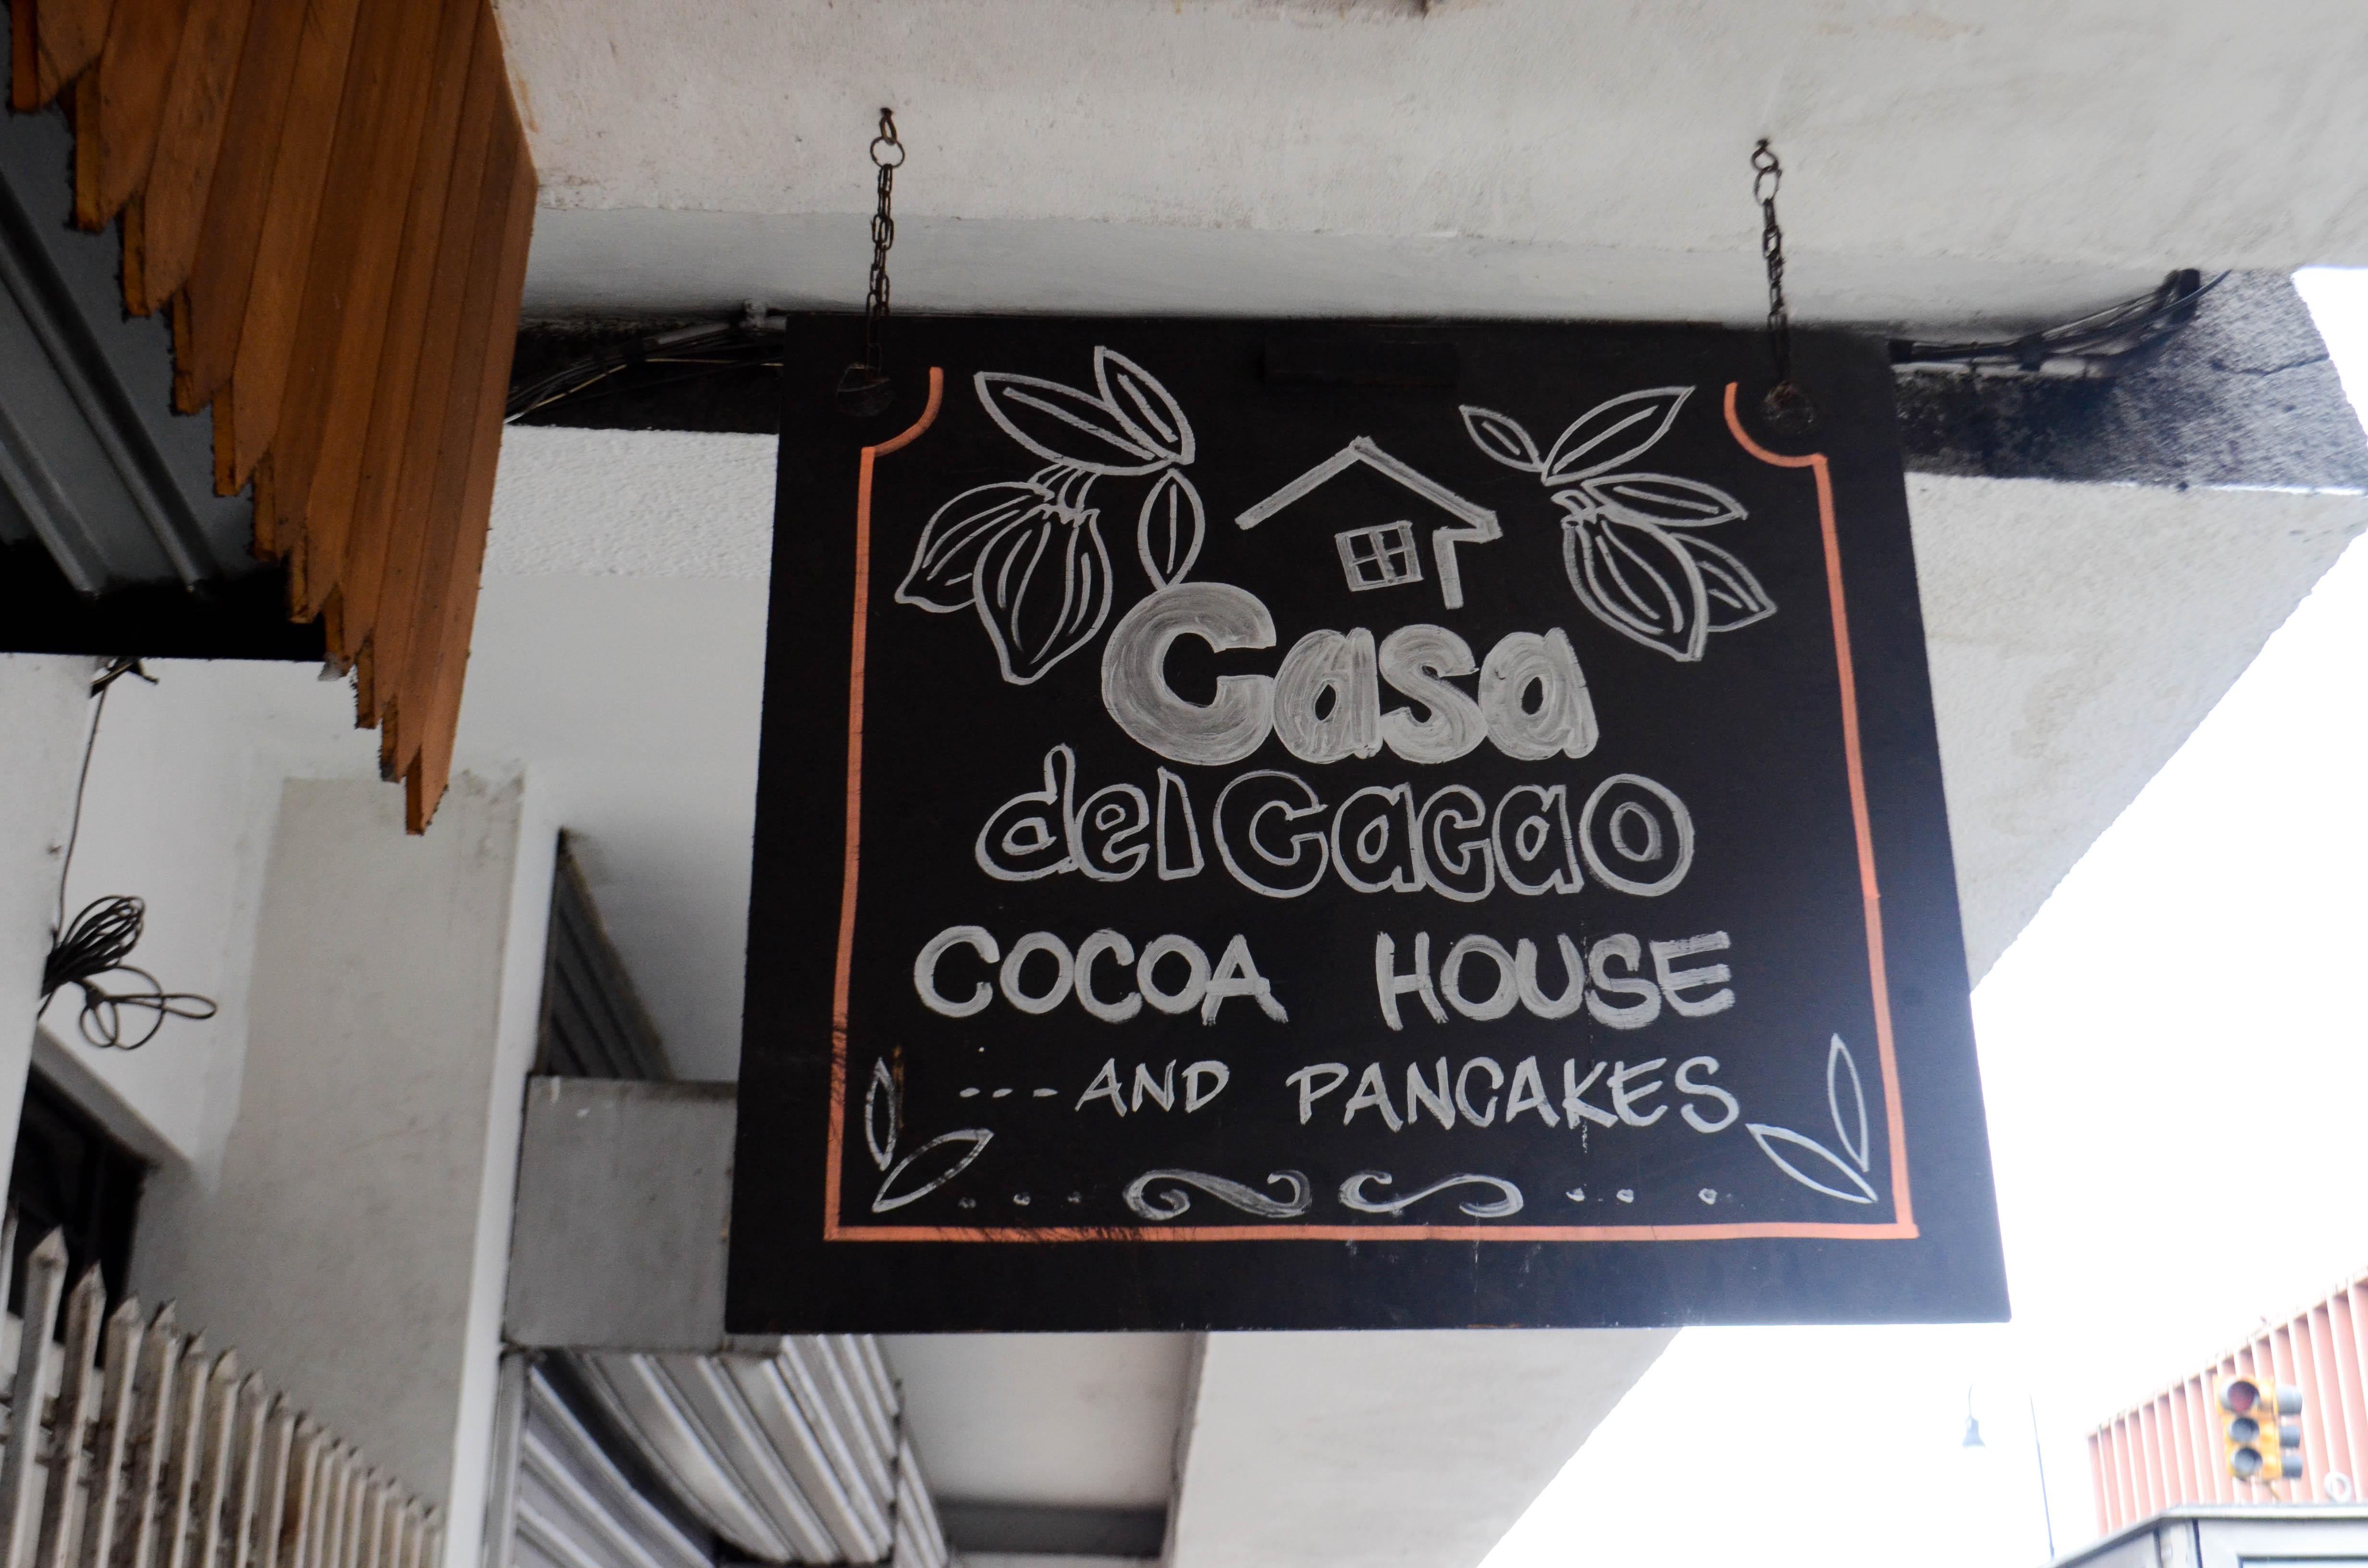 Casa
del cacao
COCOA HOUSE
---AND PANCAKES